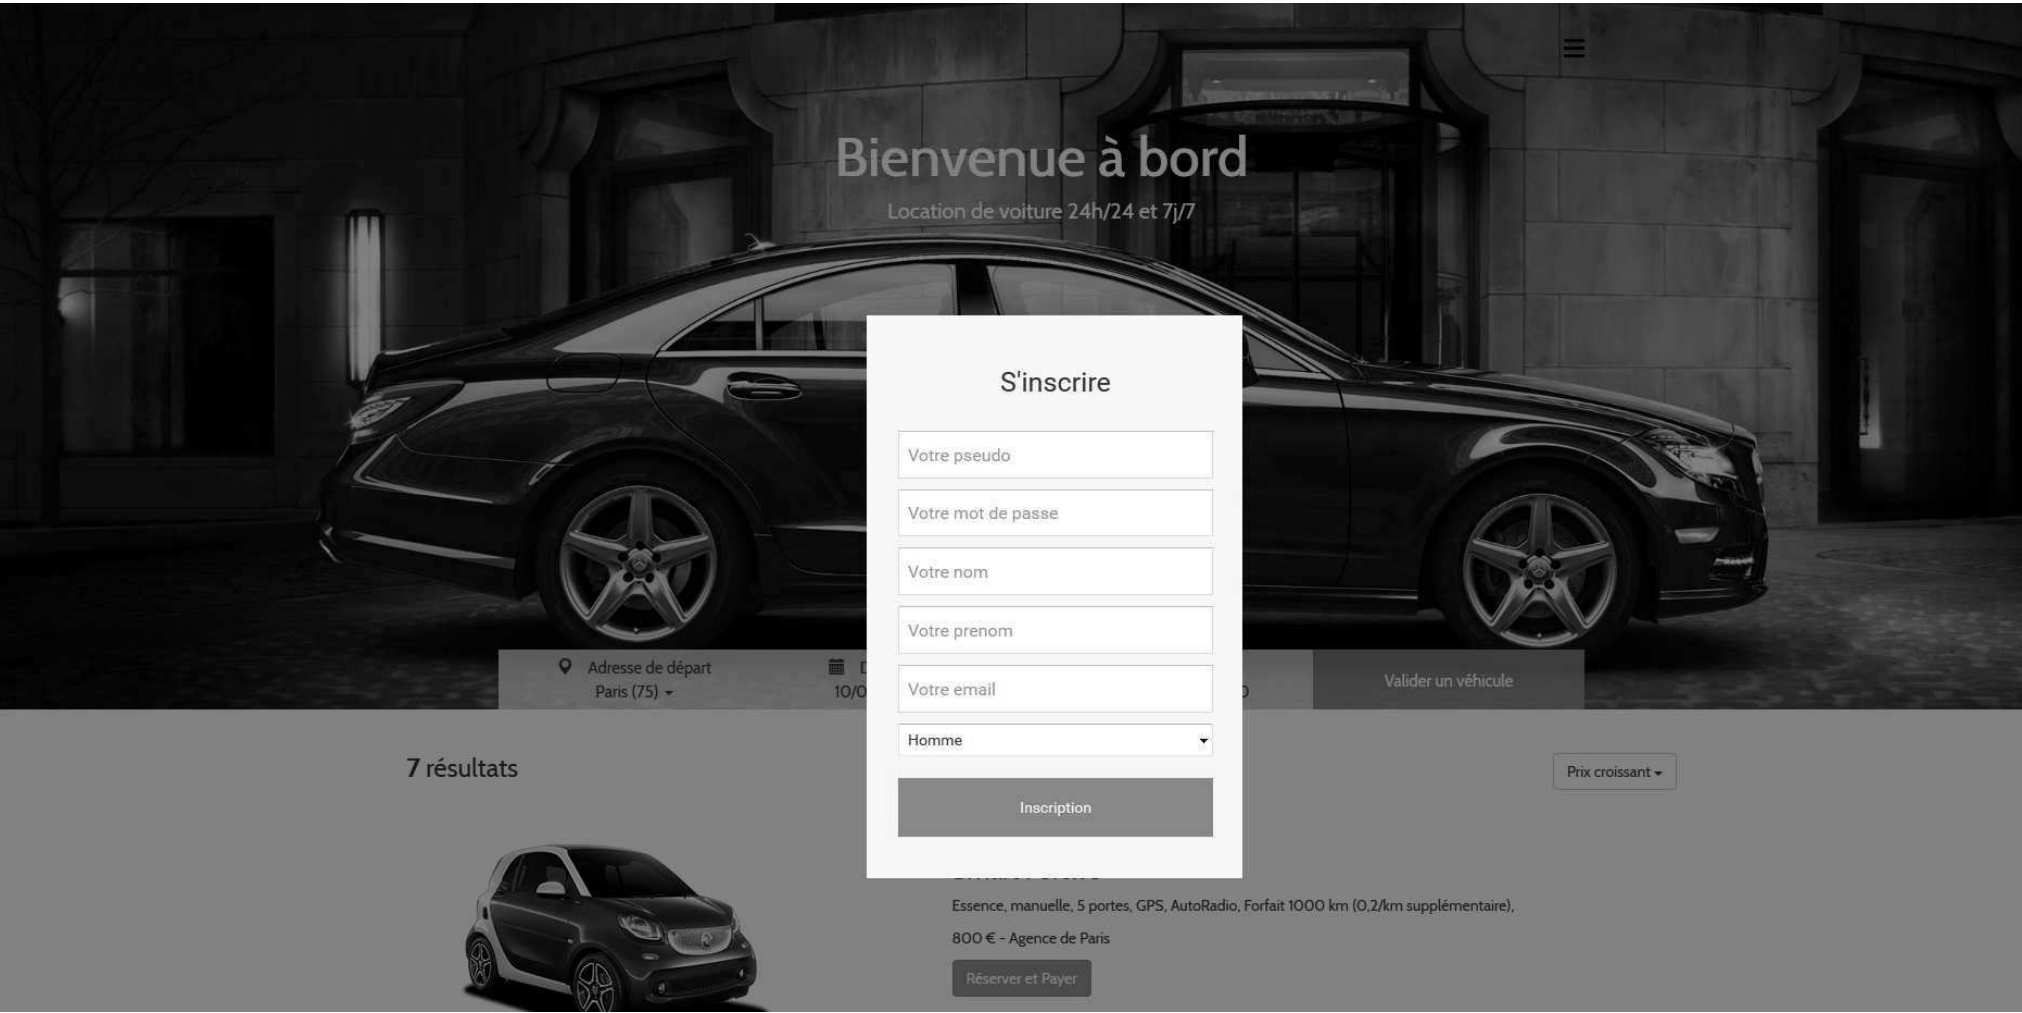 Bienvenue à bord
Location de voiture 24h/24 et 7j/7
S'inscrire
Votre pseudo
Votre mot de passe
Votre nom
Votre prenom
Votre email
Homme
Inscription
Adresse de départ
Paris (75)
10/0
Valider un véhicule
7 résultats
Prix croissant
Essence, manuelle, 5 portes, GPS, AutoRadio, Forfait 1000 km (0,2/km supplémentaire),
800 € - Agence de Paris
Réserver et Payer